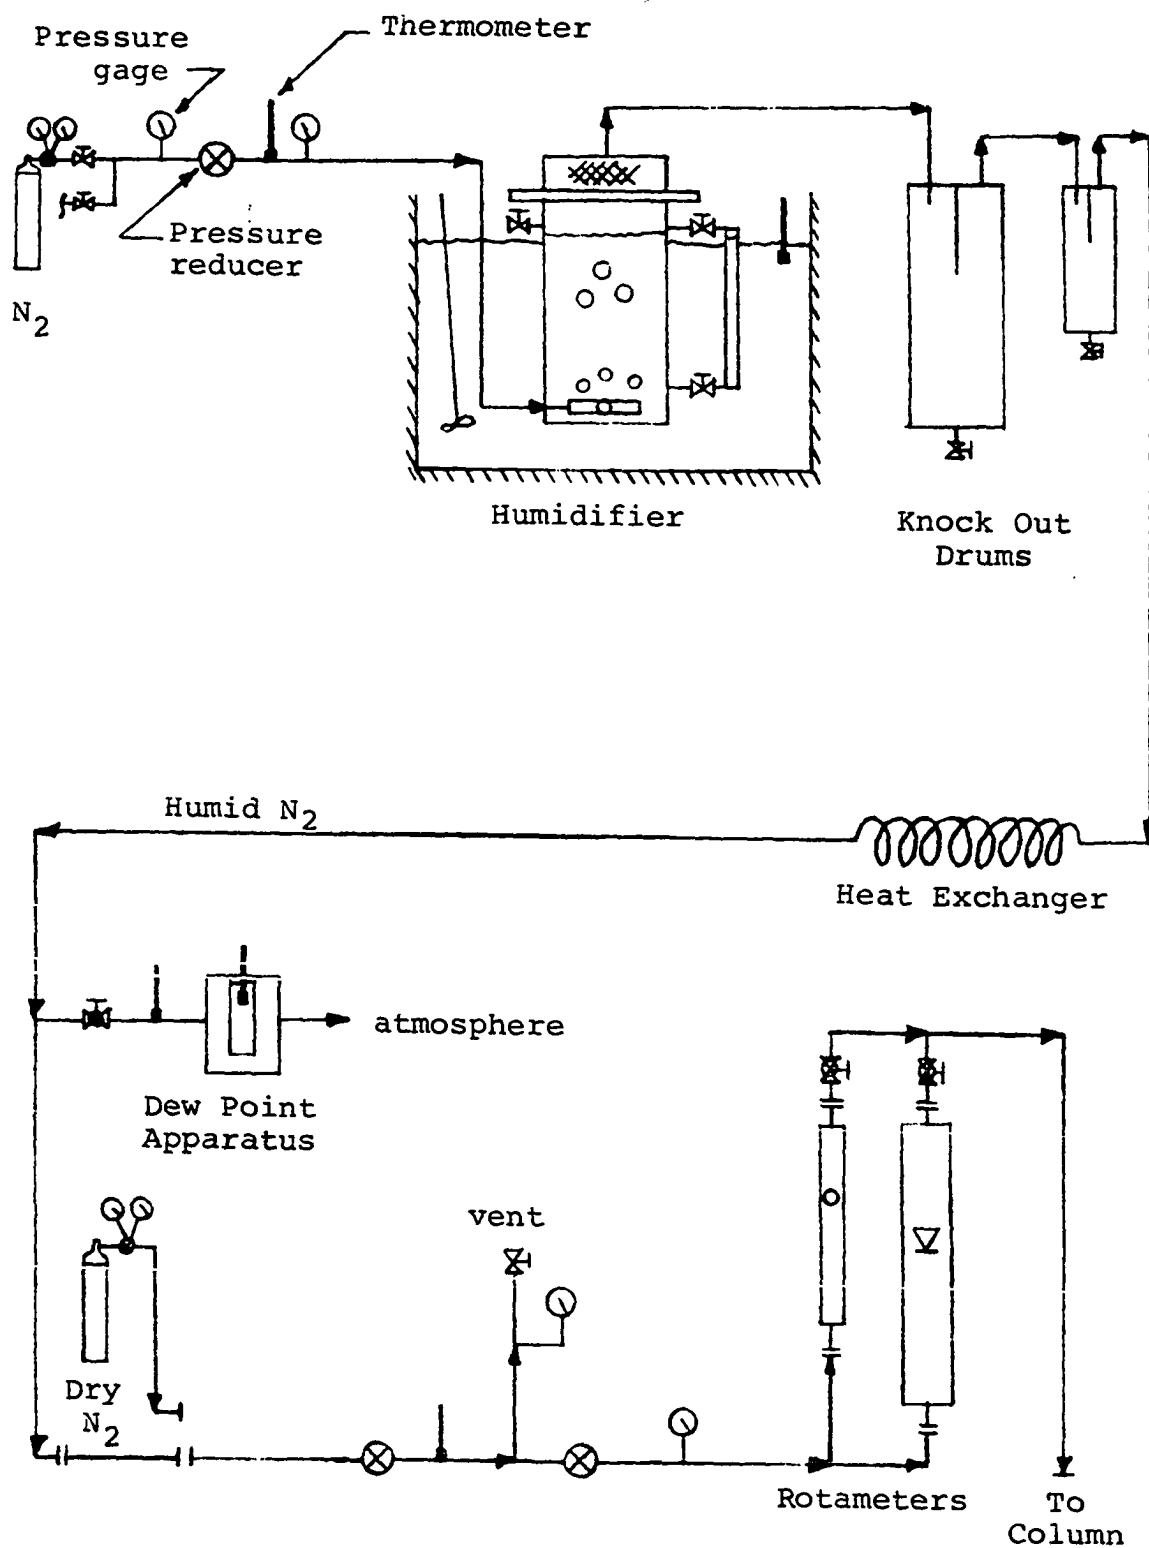 Thermometer
Pressure
gage
Pressure
reducer
N2
Humidifier
Knock Out
Drums
Humid N2
Heat Exchanger
atmosphere
Dew Point
Apparatus
vent
Dry
N2
Rotameters
To
Column